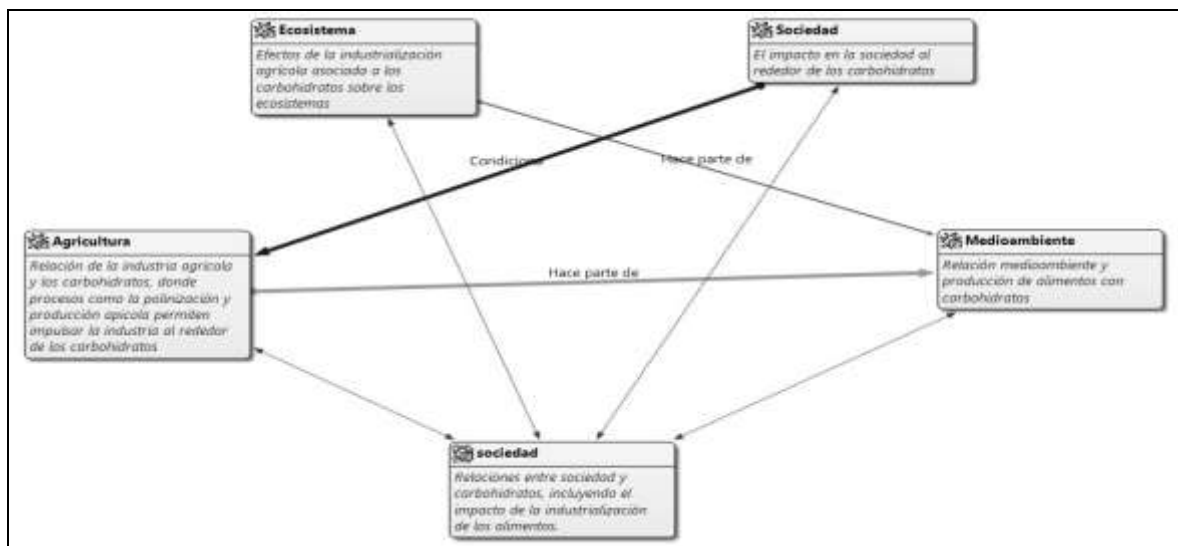 Ecosistema
Efectos de la industrialización
agrícola asociado a los
carbohidratos sobre los
ecosistemas
Sociedad
El impacto en la sociedad al
rededor de los carbohidratos
Condiciona
Hace parte de
Agricultura
Relación de la industria agrícola
y los carbohidratos, donde
procesos como la polinización y
producción apícola permiten
impulsar la industria al rededor
de los carbohidratos
Hace parte de
Medioambiente
Relación medioambiente y
producción de alimentos con
carbohidratos
sociedad
Relaciones entre sociedad y
carbohidratos, incluyendo el
impacto de la industrialización
de los alimentos.